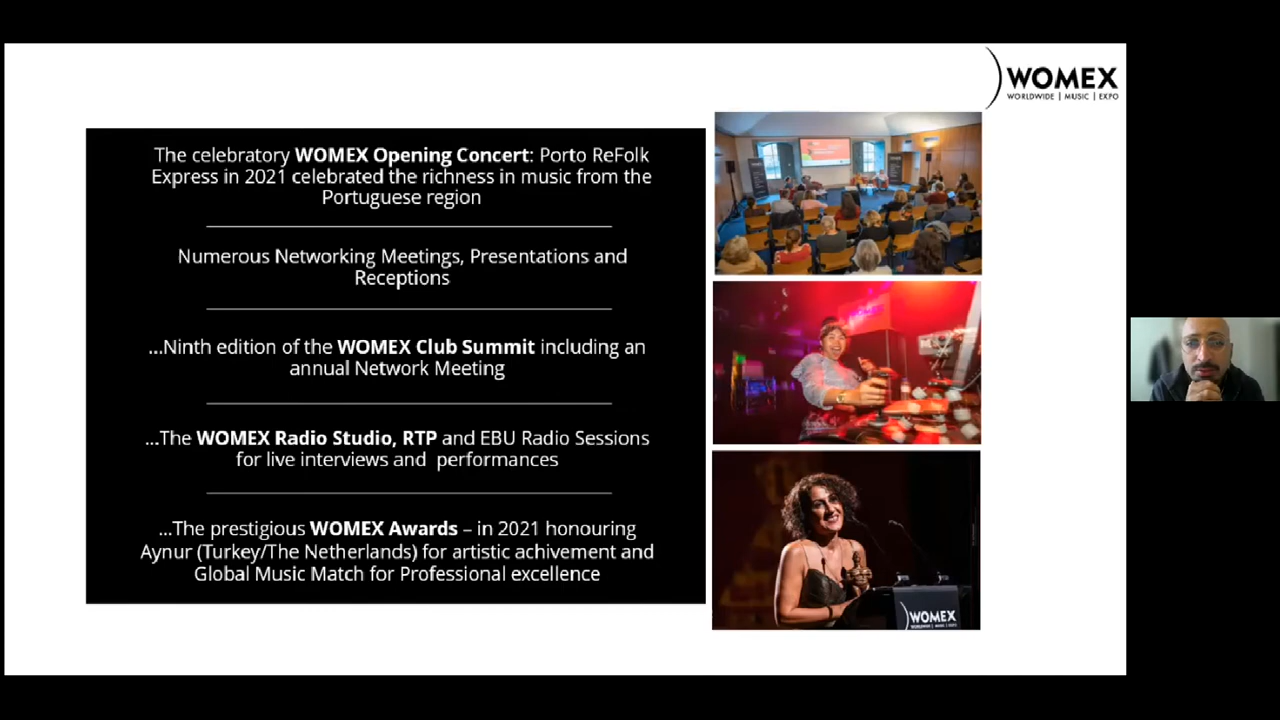 WOMEX
WORLDWIDE | MUSIC | EXPO
The celebratory WOMEX Opening Concert: Porto ReFolk
Express in 2021 celebrated the richness in music from the
Portuguese region
Numerous Networking Meetings, Presentations and
Receptions
...Ninth edition of the WOMEX Club Summit including an
annual Network Meeting
...The WOMEX Radio Studio, RTP and EBU Radio Sessions
for live interviews and performances
...The prestigious WOMEX Awards – in 2021 honouring
Aynur (Turkey/The Netherlands) for artistic achivement and
Global Music Match for Professional excellence
WOMEX
WORLDWIDE | MUSIC | EXPO